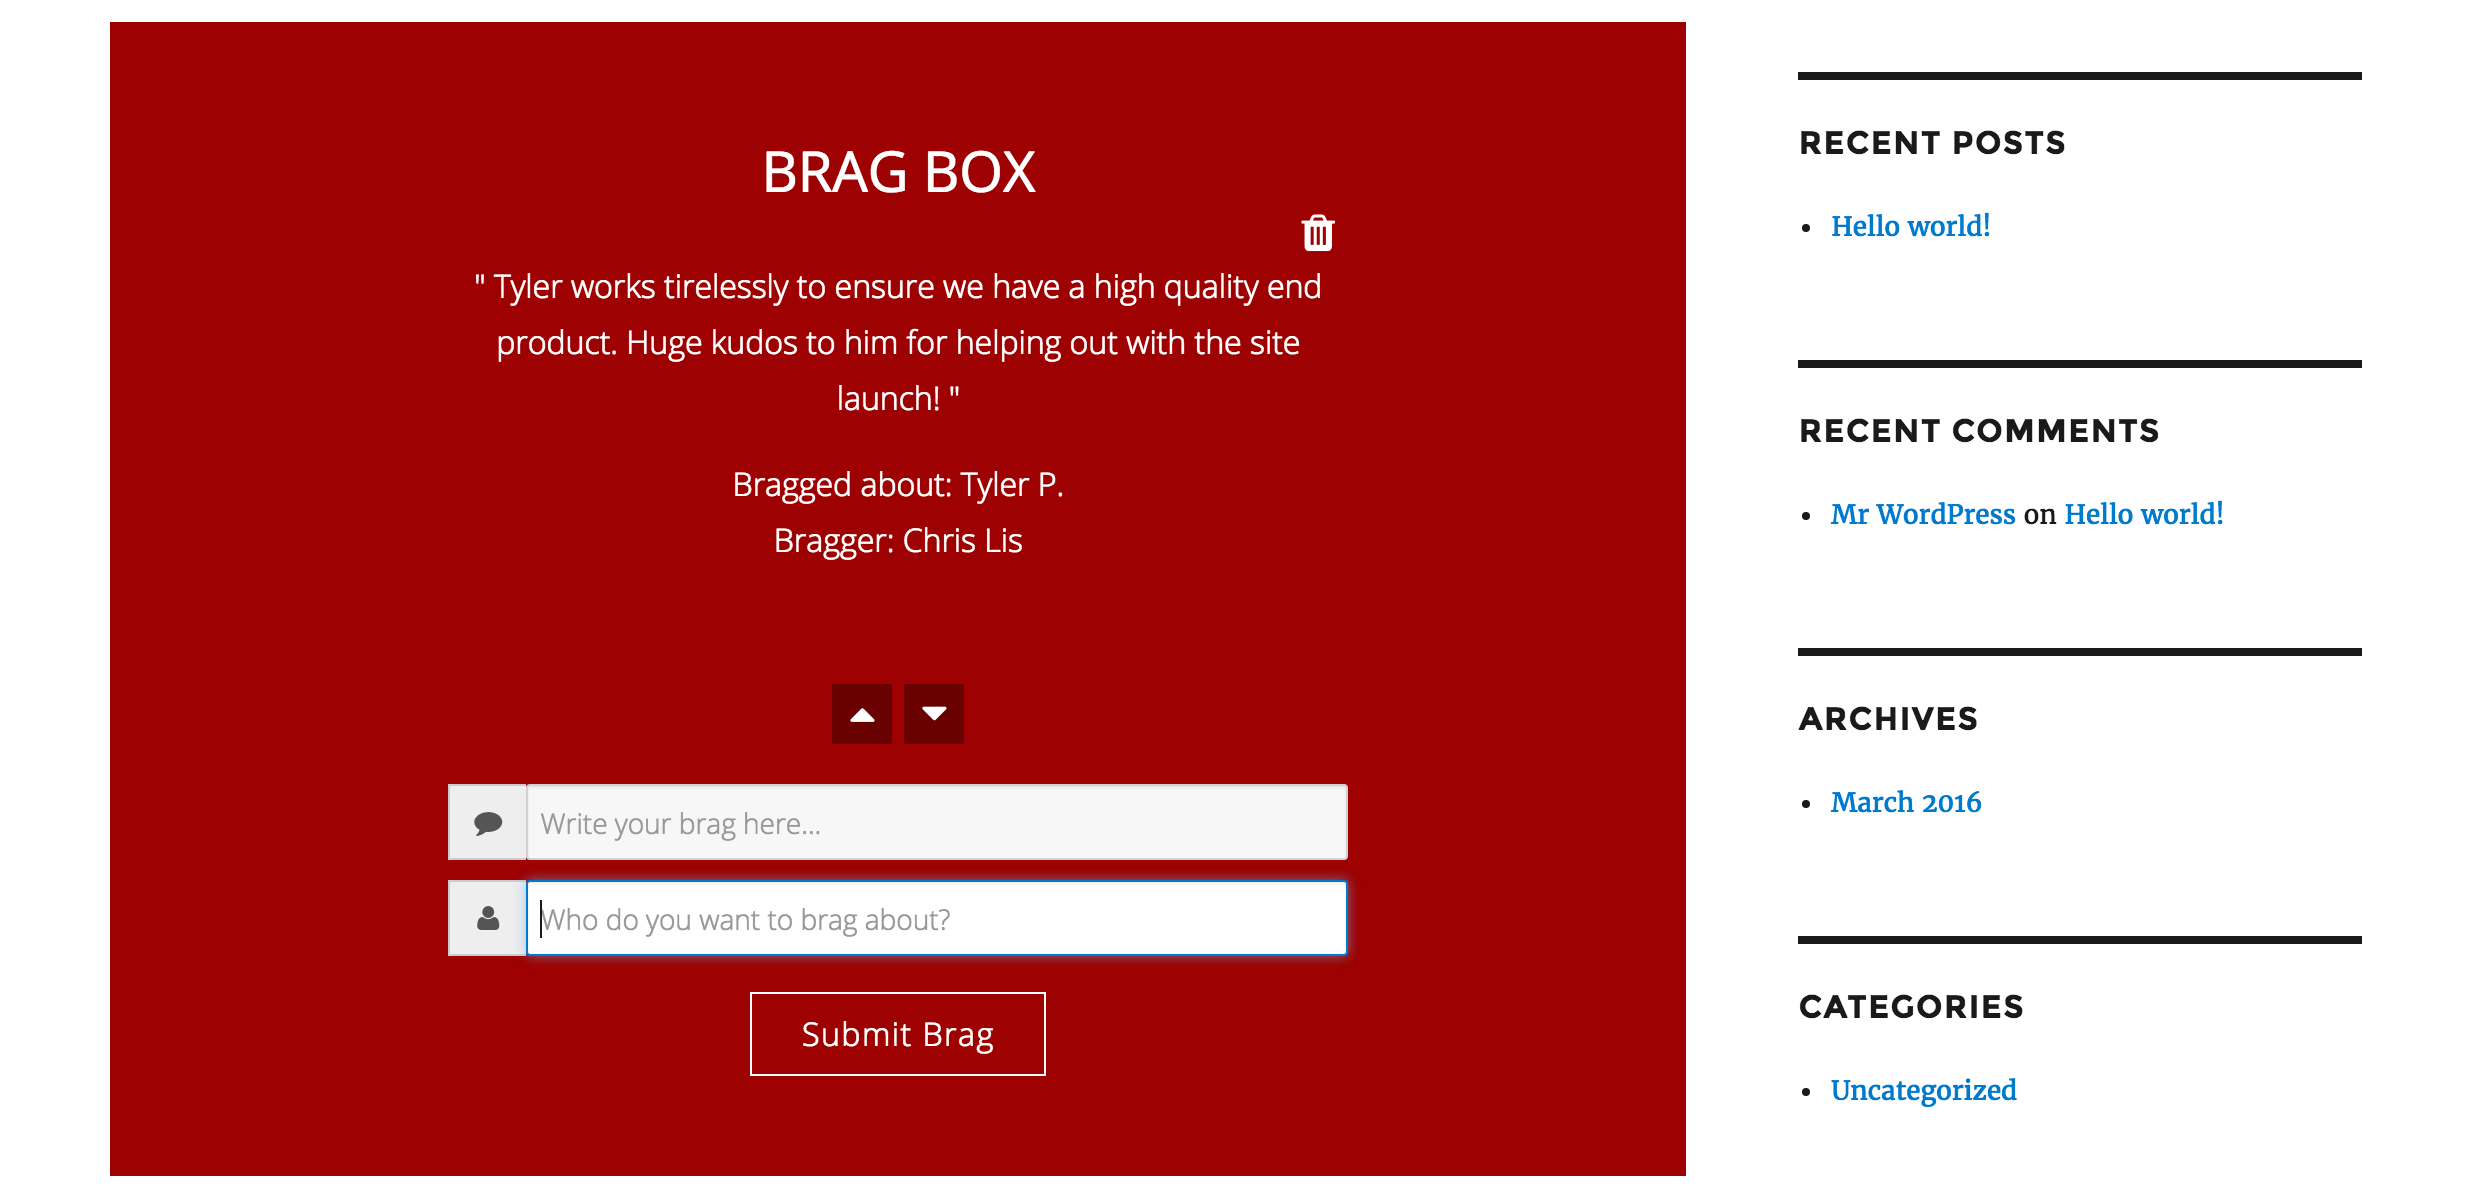 BRAG BOX
" Tyler works tirelessly to ensure we have a high quality end
product. Huge kudos to him for helping out with the site
launch! "
Bragged about: Tyler P.
Bragger: Chris Lis
Write your brag here...
Who do you want to brag about?
Submit Brag
RECENT POSTS
Hello world!
RECENT COMMENTS
Mr WordPress on Hello world!
ARCHIVES
March 2016
CATEGORIES
Uncategorized